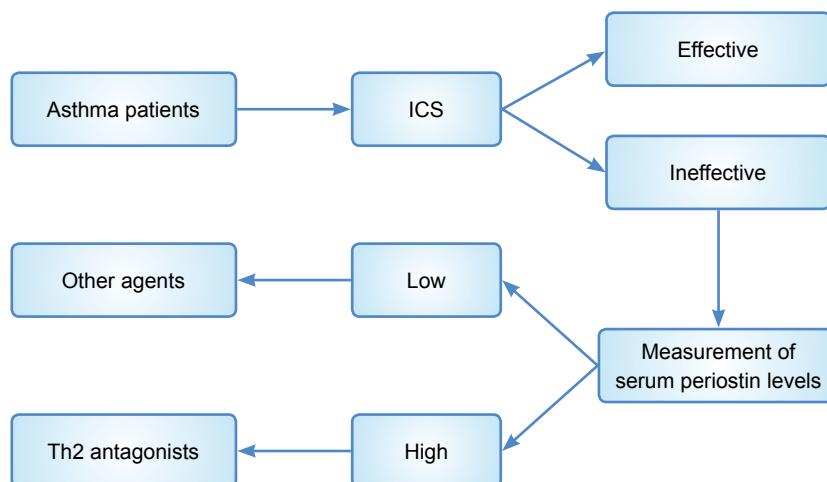 Effective
Asthma patients
ICS
Ineffective
Other agents
Low
Measurement of
serum periostin levels
Th2 antagonists
High